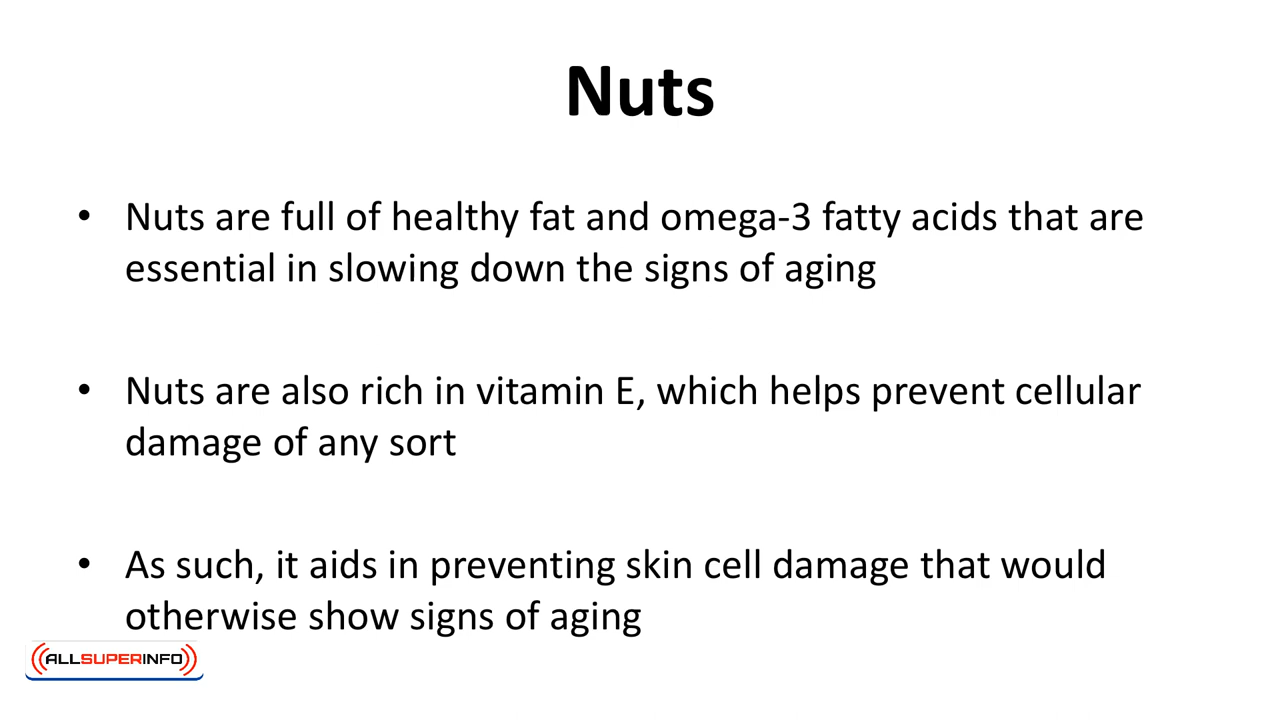 Nuts
• Nuts are full of healthy fat and omega-3 fatty acids that are
essential in slowing down the signs of aging
• Nuts are also rich in vitamin E, which helps prevent cellular
damage of any sort
• As such, it aids in preventing skin cell damage that would
otherwise show signs of aging
ALLSUPERINFO